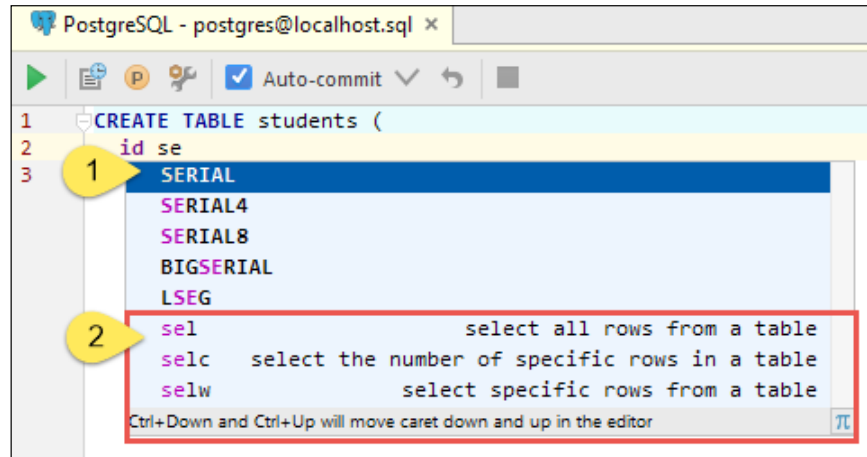 PostgreSQL - postgres@localhost.sql ×
P Auto-commit
1 CREATE TABLE students (
2 id se
3
1 SERIAL
SERIAL4
SERIAL8
BIGSERIAL
LSEG
2 sel select all rows from a table
selc select the number of specific rows in a table
selw select specific rows from a table
Ctrl+Down and Ctrl+Up will move caret down and up in the editor π